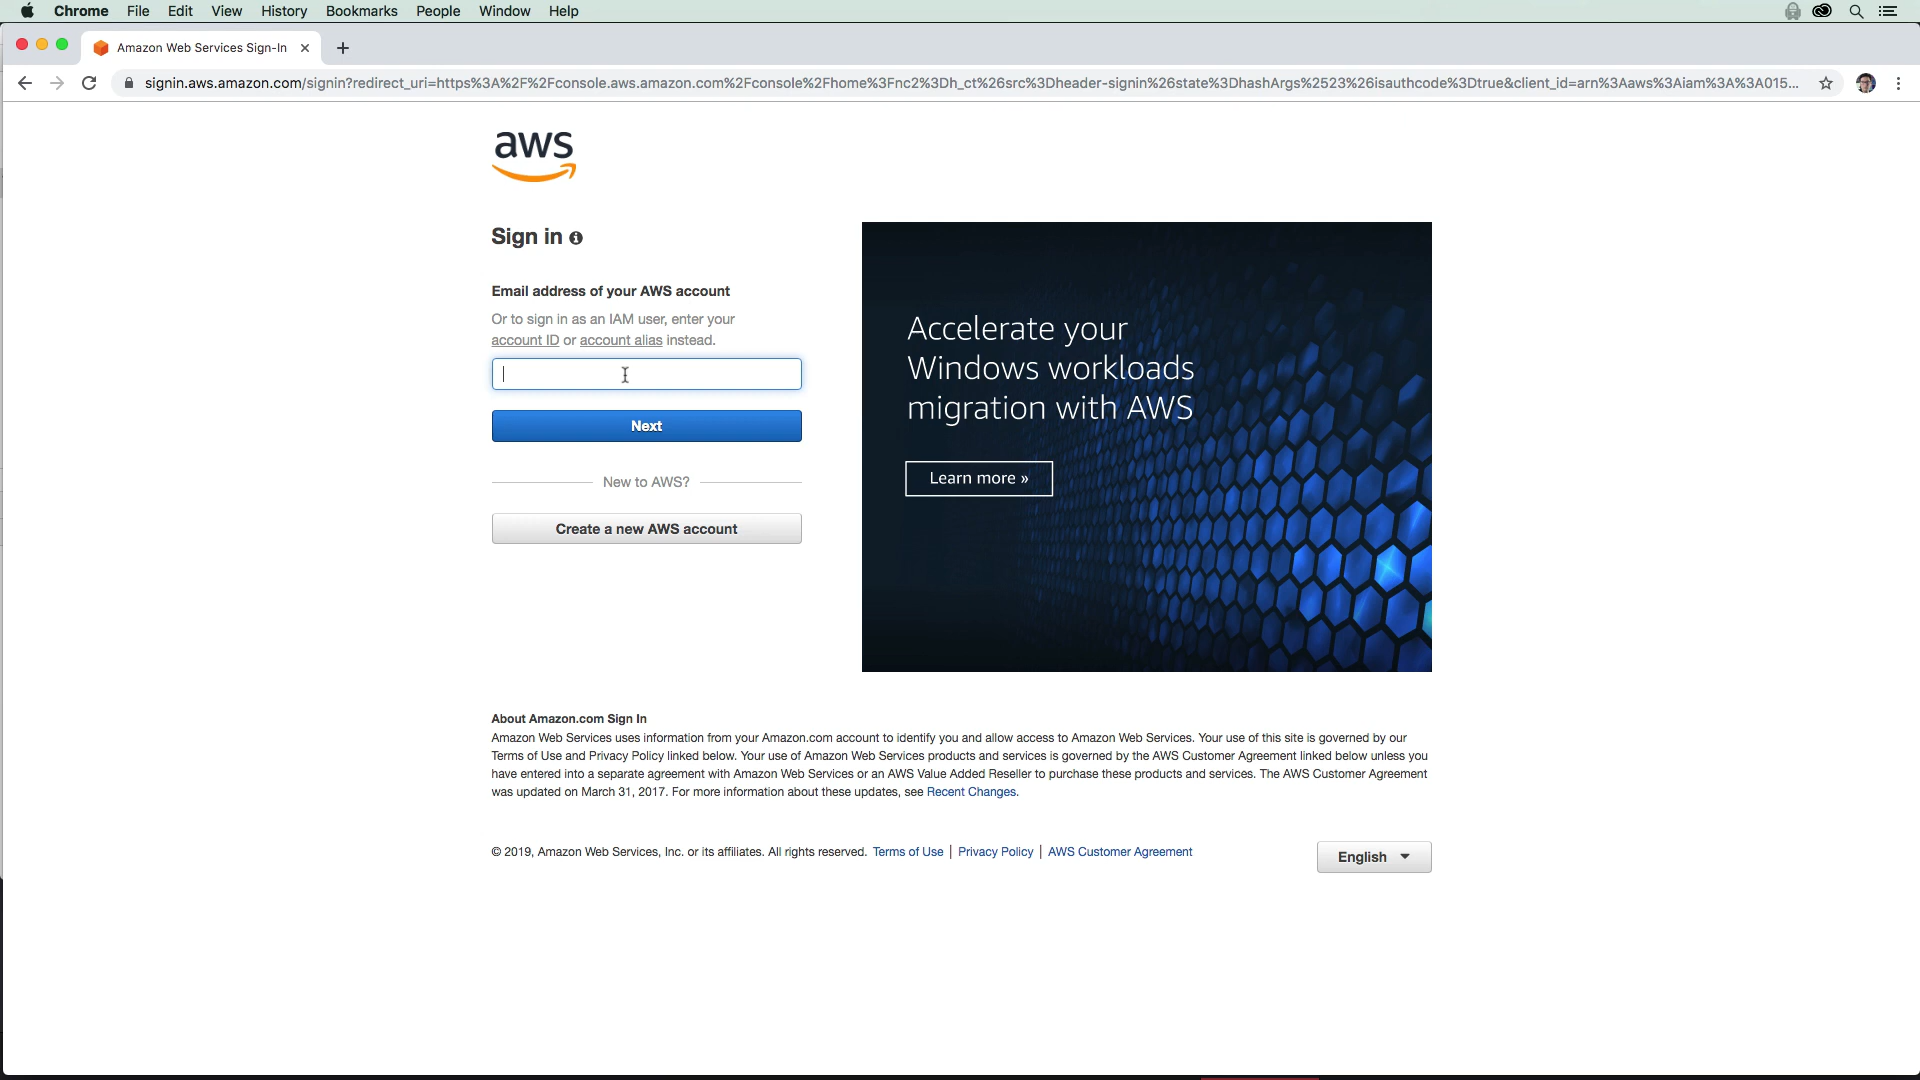 Chrome File Edit View History Bookmarks People Window Help
Amazon Web Services Sign-In
signin.aws.amazon.com/signin?redirect_uri=https%3A%2F%2Fconsole.aws.amazon.com%2Fconsole%2Fhome%3Fnc2%3Dh_ct%26src%3Dheader-signin%26state%3DhashArgs%2523%26isauthcode%3Dtrue&client_id=arn%3Aaws%3Aiam%3A%3A015...
aws
Sign in
Email address of your AWS account
Or to sign in as an IAM user, enter your
account ID or account alias instead.
Next
New to AWS?
Create a new AWS account
Accelerate your
Windows workloads
migration with AWS
Learn more »
About Amazon.com Sign In
Amazon Web Services uses information from your Amazon.com account to identify you and allow access to Amazon Web Services. Your use of this site is governed by our
Terms of Use and Privacy Policy linked below. Your use of Amazon Web Services products and services is governed by the AWS Customer Agreement linked below unless you
have entered into a separate agreement with Amazon Web Services or an AWS Value Added Reseller to purchase these products and services. The AWS Customer Agreement
was updated on March 31, 2017. For more information about these updates, see Recent Changes.
© 2019, Amazon Web Services, Inc. or its affiliates. All rights reserved. Terms of Use | Privacy Policy | AWS Customer Agreement
English